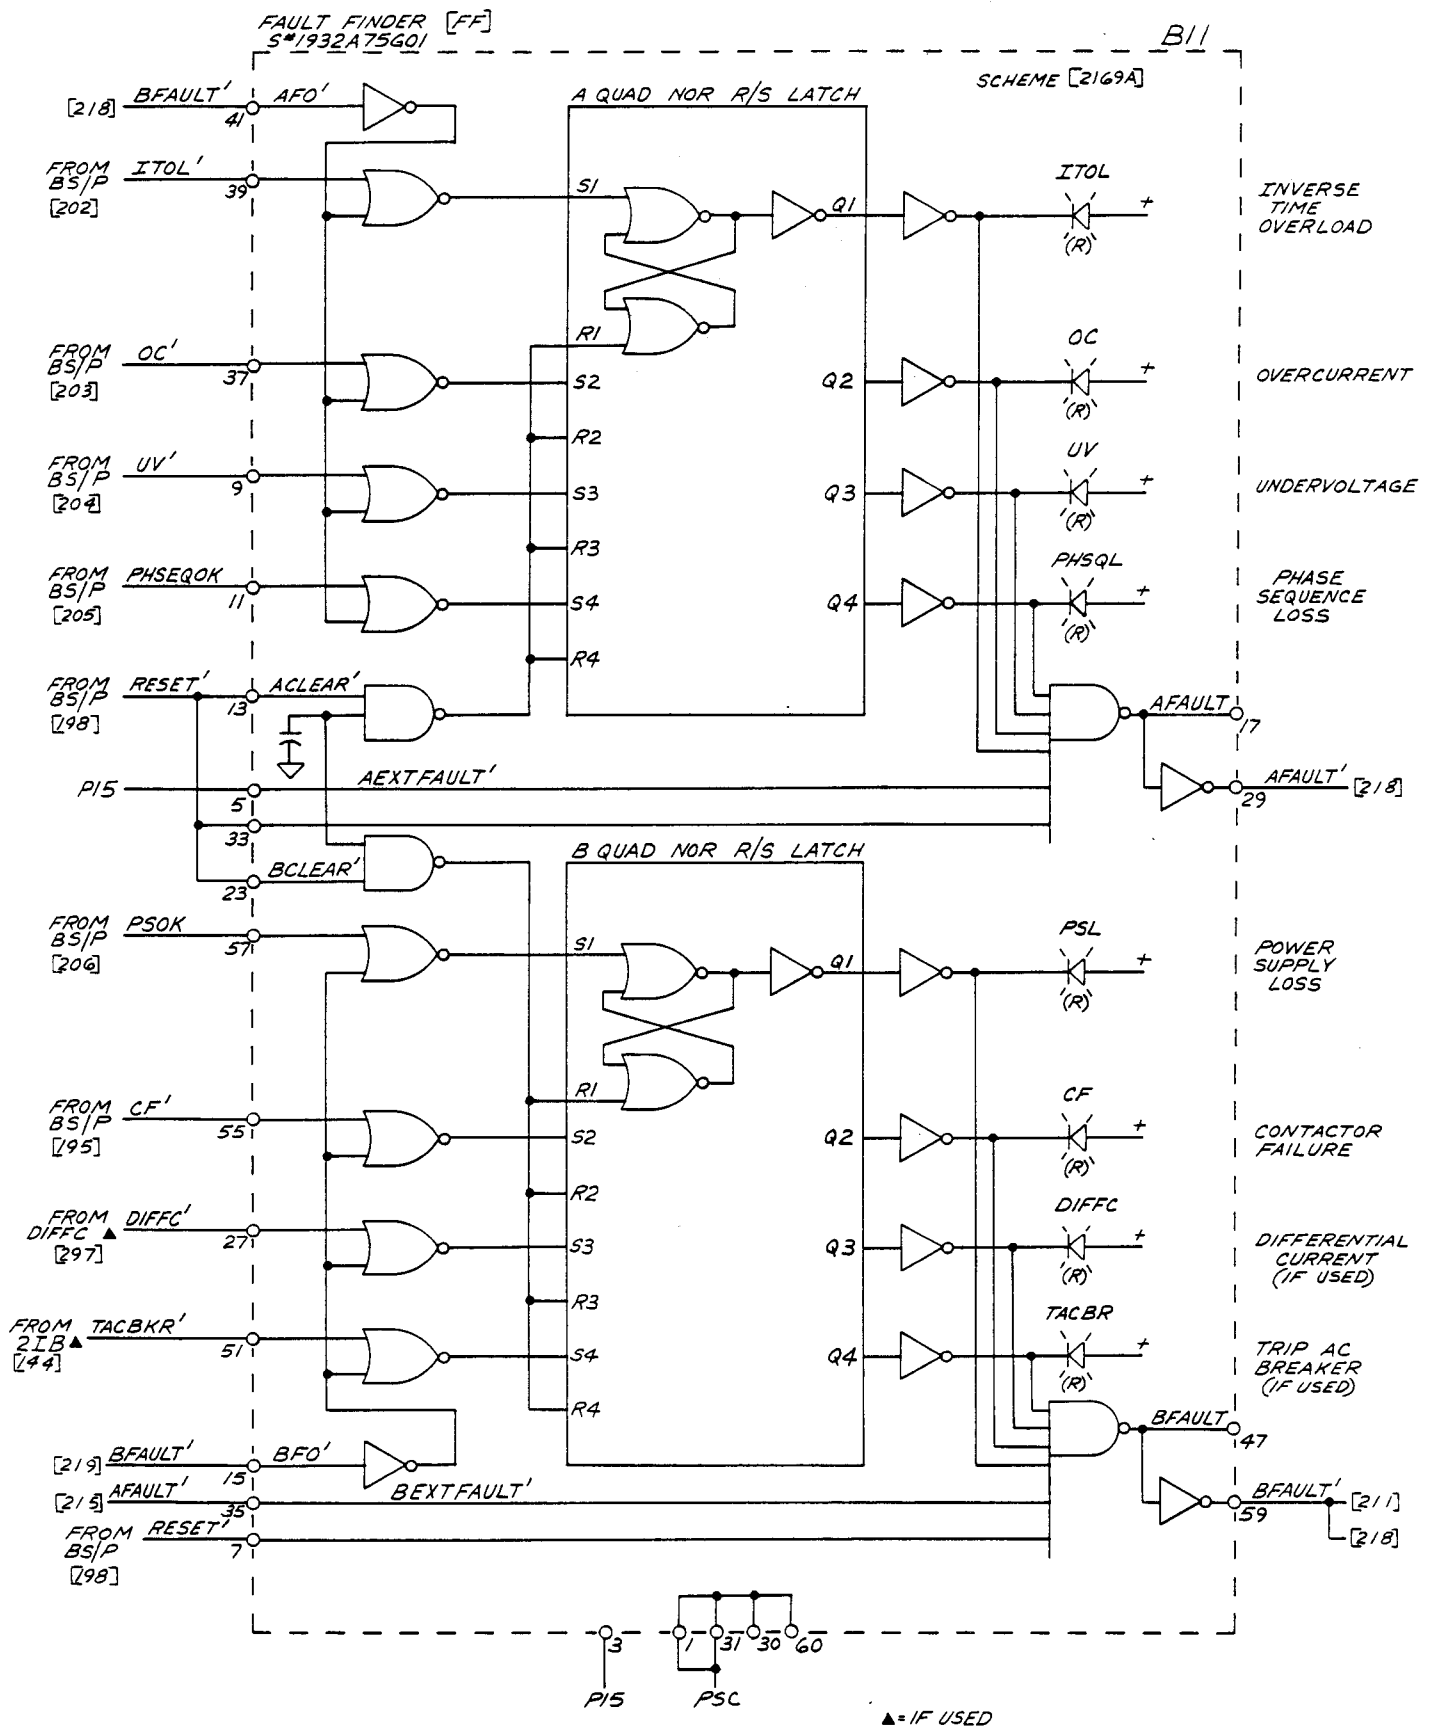 FAULT FINDER [FF]
S#1932A75G01
B11
SCHEME [2169A]
[218] BFAULT' 41 AFO'
A QUAD NOR R/S LATCH
FROM BS/P [202] ITOL' 39
S1 Q1
ITOL + (R)
INVERSE TIME OVERLOAD
R1
FROM BS/P [203] OC' 37
S2 Q2
OC + (R)
OVERCURRENT
R2
FROM BS/P [204] UV' 9
S3 Q3
UV + (R)
UNDERVOLTAGE
R3
FROM BS/P [205] PHSEQOK 11
S4 Q4
PHSQL + (R)
PHASE SEQUENCE LOSS
R4
FROM BS/P [198] RESET' 13 ACLEAR'
AFAULT 17
P15 5 AEXTFAULT'
AFAULT' 29 [218]
33
23 BCLEAR'
B QUAD NOR R/S LATCH
FROM BS/P [206] PSOK 57
S1 Q1
PSL + (R)
POWER SUPPLY LOSS
R1
FROM BS/P [195] CF' 55
S2 Q2
CF + (R)
CONTACTOR FAILURE
R2
FROM DIFFC ▲ [297] DIFFC' 27
S3 Q3
DIFFC + (R)
DIFFERENTIAL CURRENT (IF USED)
R3
FROM 2IB ▲ [144] TACBKR' 51
S4 Q4
TACBR + (R)
TRIP AC BREAKER (IF USED)
R4
BFAULT 47
[219] BFAULT' 15 BFO'
[215] AFAULT' 35 BEXTFAULT'
BFAULT' 59 [211]
[218]
FROM BS/P [198] RESET' 7
3 1 31 30 60
P15 PSC
▲=IF USED